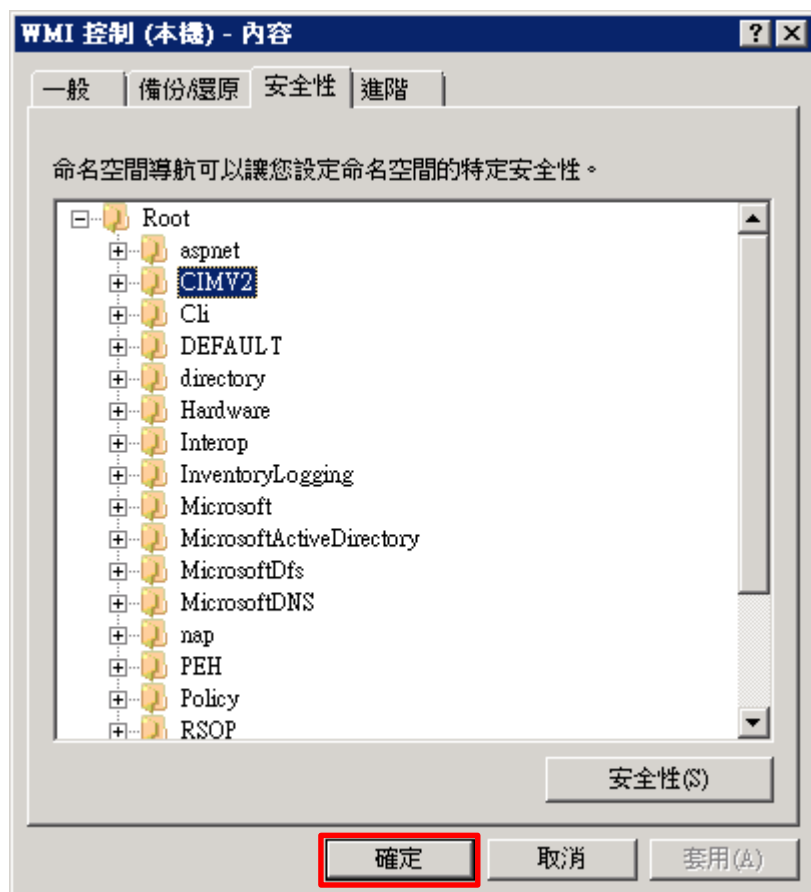 WMI 控制 (本機) - 內容
一般 備份/還原 安全性 進階
命名空間導航可以讓您設定命名空間的特定安全性。
Root
aspnet
CIMV2
Cli
DEFAULT
directory
Hardware
Interop
InventoryLogging
Microsoft
MicrosoftActiveDirectory
MicrosoftDfs
MicrosoftDNS
nap
PEH
Policy
RSOP
安全性(S)
確定 取消 套用(A)